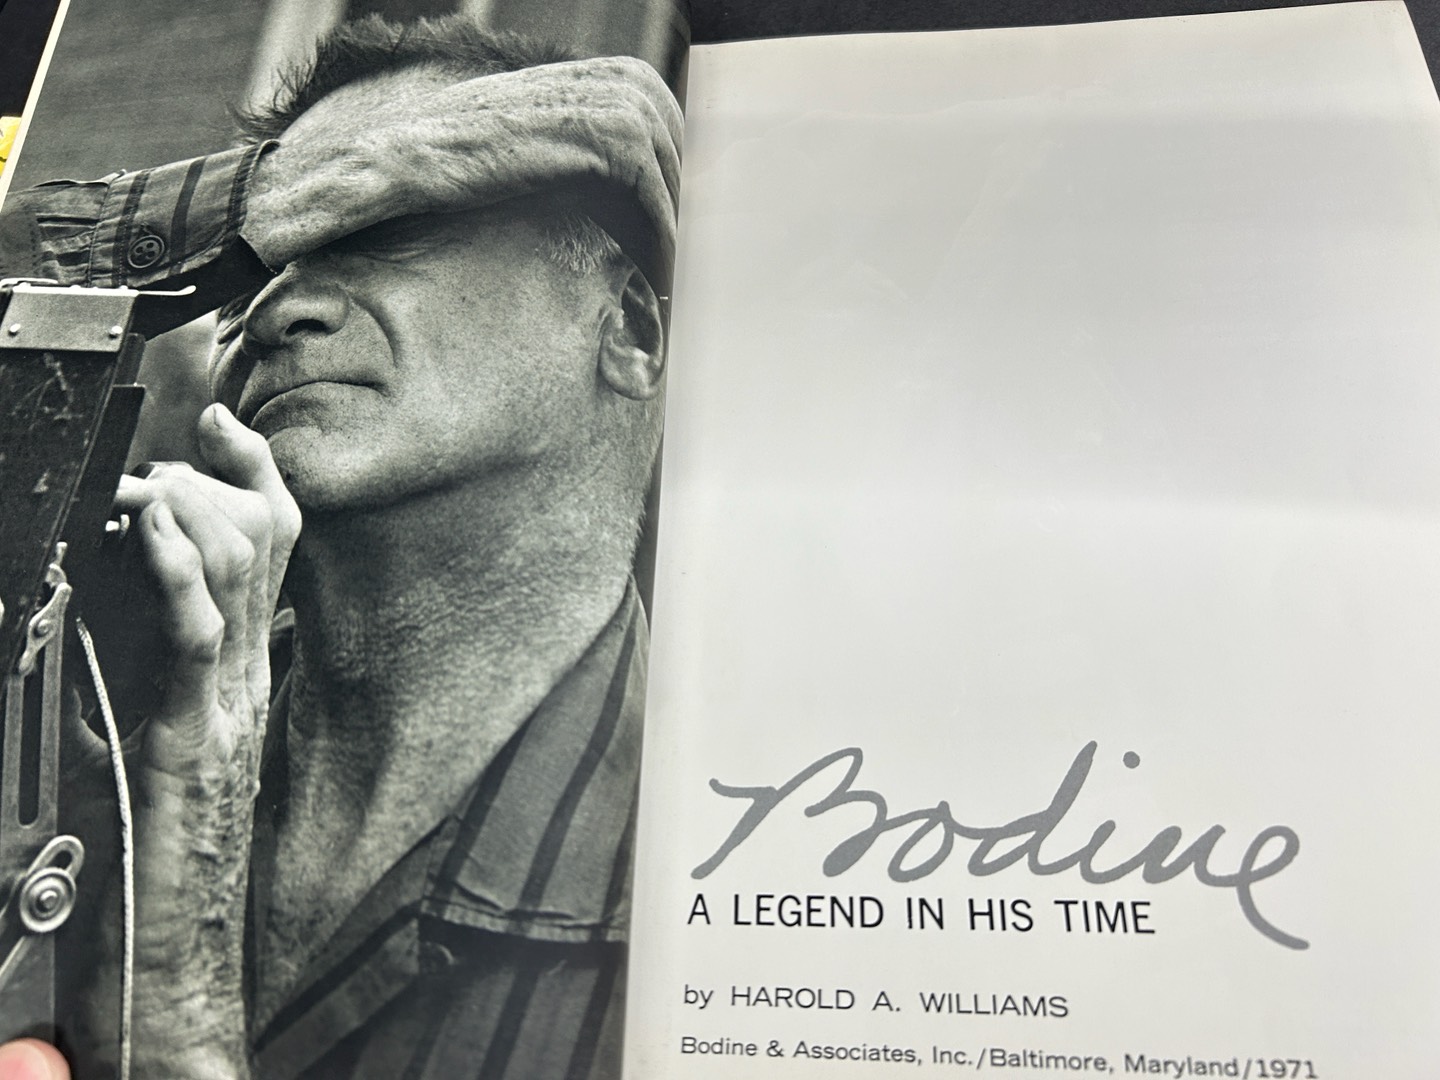 Bodine
A LEGEND IN HIS TIME
by HAROLD A. WILLIAMS
Bodine & Associates, Inc./Baltimore, Maryland/1971